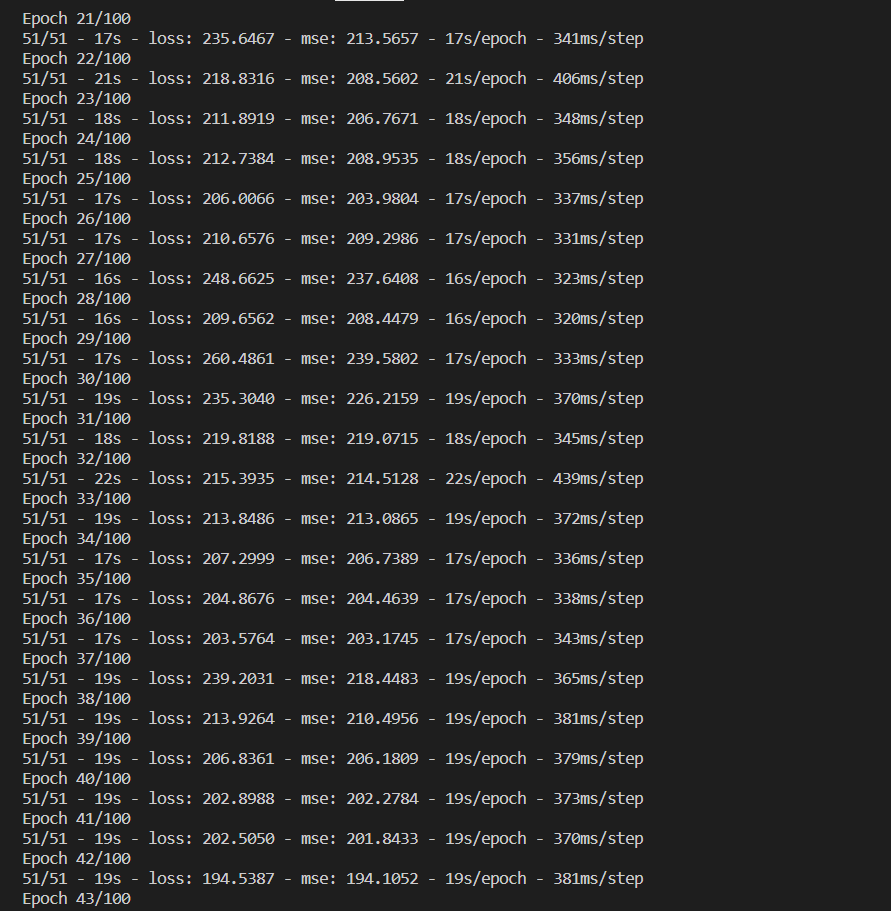 Epoch 21/100
51/51 - 17s - loss: 235.6467 - mse: 213.5657 - 17s/epoch - 341ms/step
Epoch 22/100
51/51 - 21s - loss: 218.8316 - mse: 208.5602 - 21s/epoch - 406ms/step
Epoch 23/100
51/51 - 18s - loss: 211.8919 - mse: 206.7671 - 18s/epoch - 348ms/step
Epoch 24/100
51/51 - 18s - loss: 212.7384 - mse: 208.9535 - 18s/epoch - 356ms/step
Epoch 25/100
51/51 - 17s - loss: 206.0066 - mse: 203.9804 - 17s/epoch - 337ms/step
Epoch 26/100
51/51 - 17s - loss: 210.6576 - mse: 209.2986 - 17s/epoch - 331ms/step
Epoch 27/100
51/51 - 16s - loss: 248.6625 - mse: 237.6408 - 16s/epoch - 323ms/step
Epoch 28/100
51/51 - 16s - loss: 209.6562 - mse: 208.4479 - 16s/epoch - 320ms/step
Epoch 29/100
51/51 - 17s - loss: 260.4861 - mse: 239.5802 - 17s/epoch - 333ms/step
Epoch 30/100
51/51 - 19s - loss: 235.3040 - mse: 226.2159 - 19s/epoch - 370ms/step
Epoch 31/100
51/51 - 18s - loss: 219.8188 - mse: 219.0715 - 18s/epoch - 345ms/step
Epoch 32/100
51/51 - 22s - loss: 215.3935 - mse: 214.5128 - 22s/epoch - 439ms/step
Epoch 33/100
51/51 - 19s - loss: 213.8486 - mse: 213.0865 - 19s/epoch - 372ms/step
Epoch 34/100
51/51 - 17s - loss: 207.2999 - mse: 206.7389 - 17s/epoch - 336ms/step
Epoch 35/100
51/51 - 17s - loss: 204.8676 - mse: 204.4639 - 17s/epoch - 338ms/step
Epoch 36/100
51/51 - 17s - loss: 203.5764 - mse: 203.1745 - 17s/epoch - 343ms/step
Epoch 37/100
51/51 - 19s - loss: 239.2031 - mse: 218.4483 - 19s/epoch - 365ms/step
Epoch 38/100
51/51 - 19s - loss: 213.9264 - mse: 210.4956 - 19s/epoch - 381ms/step
Epoch 39/100
51/51 - 19s - loss: 206.8361 - mse: 206.1809 - 19s/epoch - 379ms/step
Epoch 40/100
51/51 - 19s - loss: 202.8988 - mse: 202.2784 - 19s/epoch - 373ms/step
Epoch 41/100
51/51 - 19s - loss: 202.5050 - mse: 201.8433 - 19s/epoch - 370ms/step
Epoch 42/100
51/51 - 19s - loss: 194.5387 - mse: 194.1052 - 19s/epoch - 381ms/step
Epoch 43/100